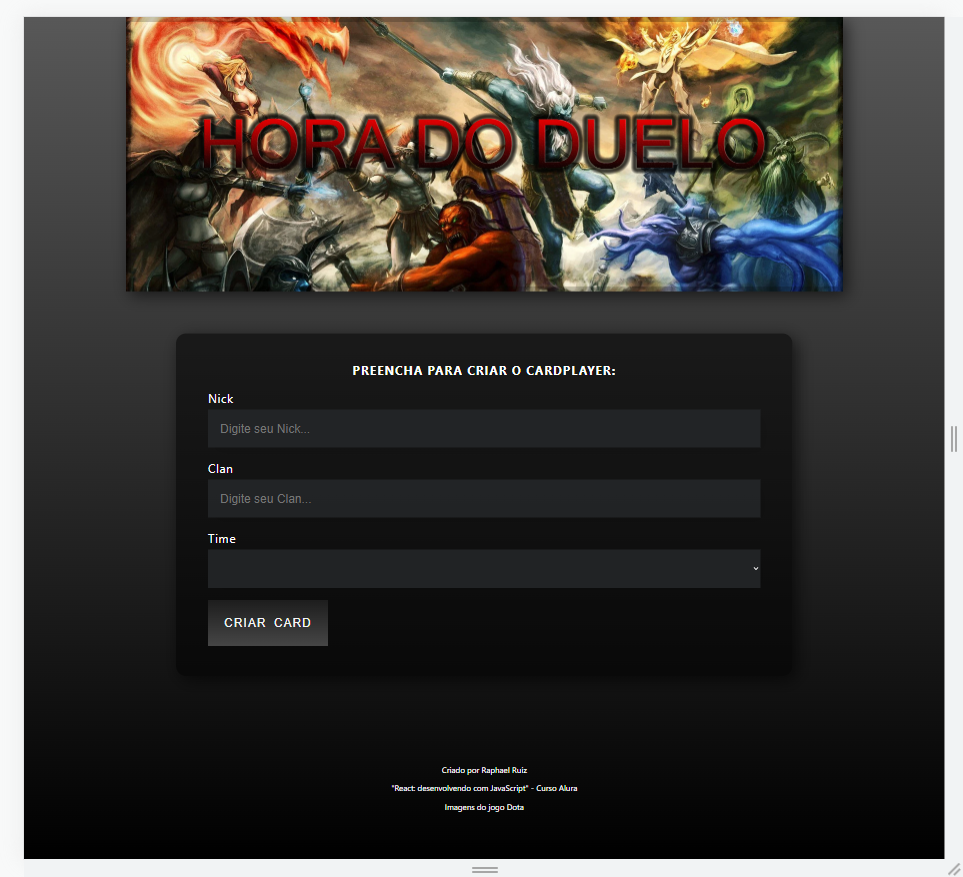 HORA DO DUELO
PREENCHA PARA CRIAR O CARDPLAYER:
Nick
Digite seu Nick...
Clan
Digite seu Clan...
Time
CRIAR CARD
Criado por Raphael Ruiz
"React: desenvolvendo com JavaScript" - Curso Alura
Imagens do jogo Dota